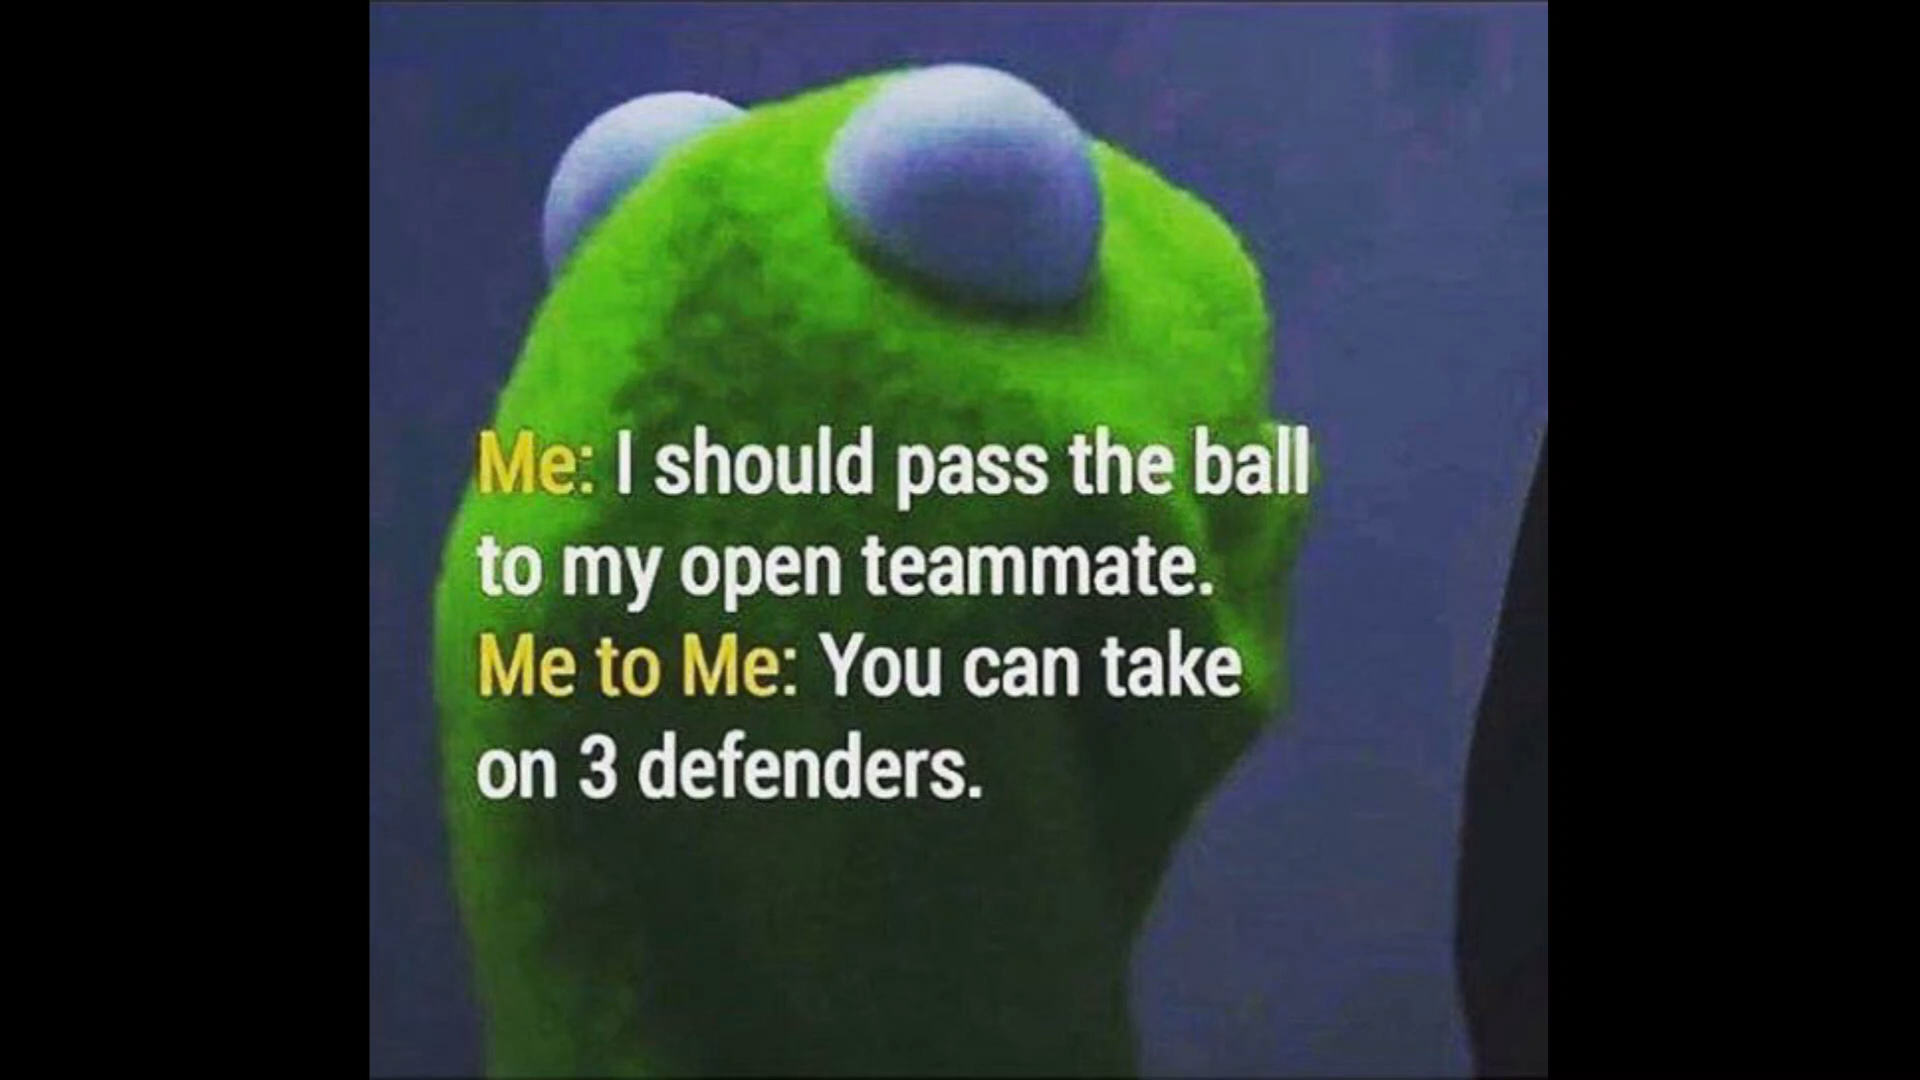 Me: I should pass the ball
to my open teammate.
Me to Me: You can take
on 3 defenders.